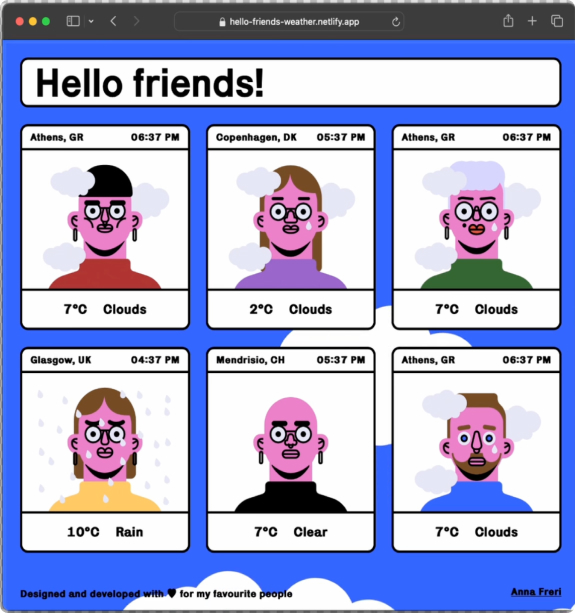 hello-friends-weather.netlify.app
Hello friends!
Athens, GR 06:37 PM
Copenhagen, DK 05:37 PM
Athens, GR 06:37 PM
7°C Clouds
2°C Clouds
7°C Clouds
Glasgow, UK 04:37 PM
Mendrisio, CH 05:37 PM
Athens, GR 06:37 PM
10°C Rain
7°C Clear
7°C Clouds
Designed and developed with ♥ for my favourite people
Anna Freri